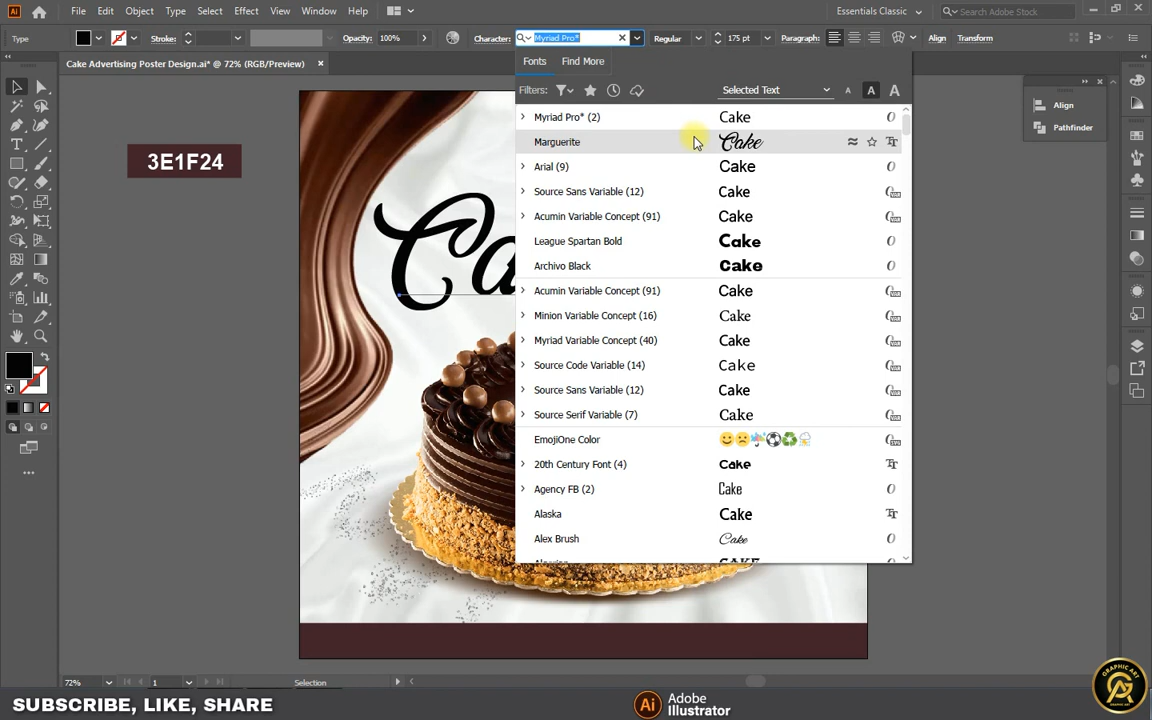 Ai File Edit Object Type Select Effect View Window Help Essentials Classic Search Adobe Stock
Type Stroke: Opacity: 100% Character: Myriad Pro* Regular 175 pt Paragraph: Align Transform
Cake Advertising Poster Design.ai* @ 72% (RGB/Preview) ×
Fonts Find More
Filters: Selected Text A A A
Myriad Pro* (2) Cake
Marguerite Cake
Arial (9) Cake
Source Sans Variable (12) Cake
Acumin Variable Concept (91) Cake
League Spartan Bold Cake
Archivo Black Cake
Acumin Variable Concept (91) Cake
Minion Variable Concept (16) Cake
Myriad Variable Concept (40) Cake
Source Code Variable (14) Cake
Source Sans Variable (12) Cake
Source Serif Variable (7) Cake
EmojiOne Color
20th Century Font (4) Cake
Agency FB (2) Cake
Alaska Cake
Alex Brush Cake
Align
Pathfinder
3E1F24
Ca
72% 1 Selection
SUBSCRIBE, LIKE, SHARE
Ai Adobe
Illustrator
GRAPHIC ART